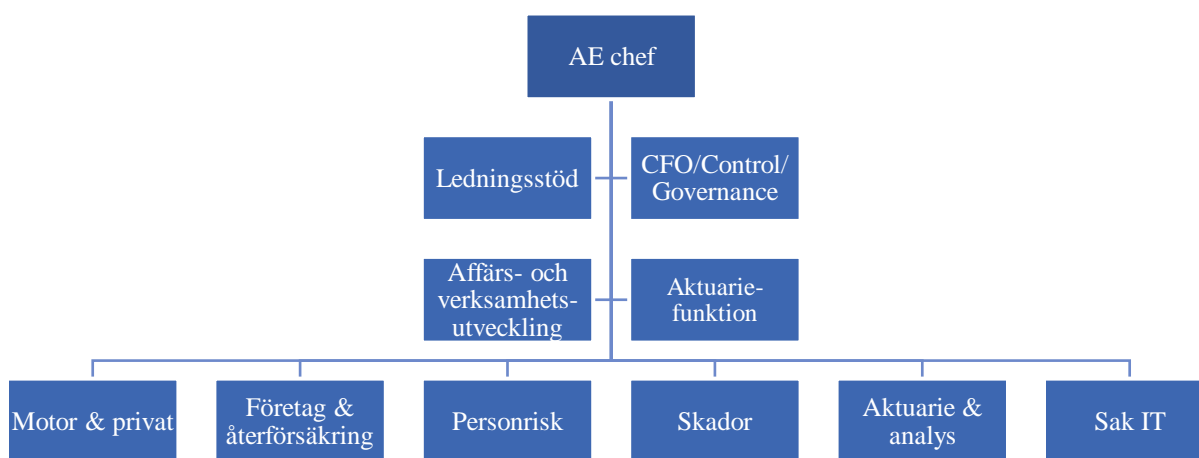 AE chef
Ledningsstöd
CFO/Control/
Governance
Affärs- och
verksamhets-
utveckling
Aktuarie-
funktion
Motor & privat
Företag &
återförsäkring
Personrisk
Skador
Aktuarie &
analys
Sak IT